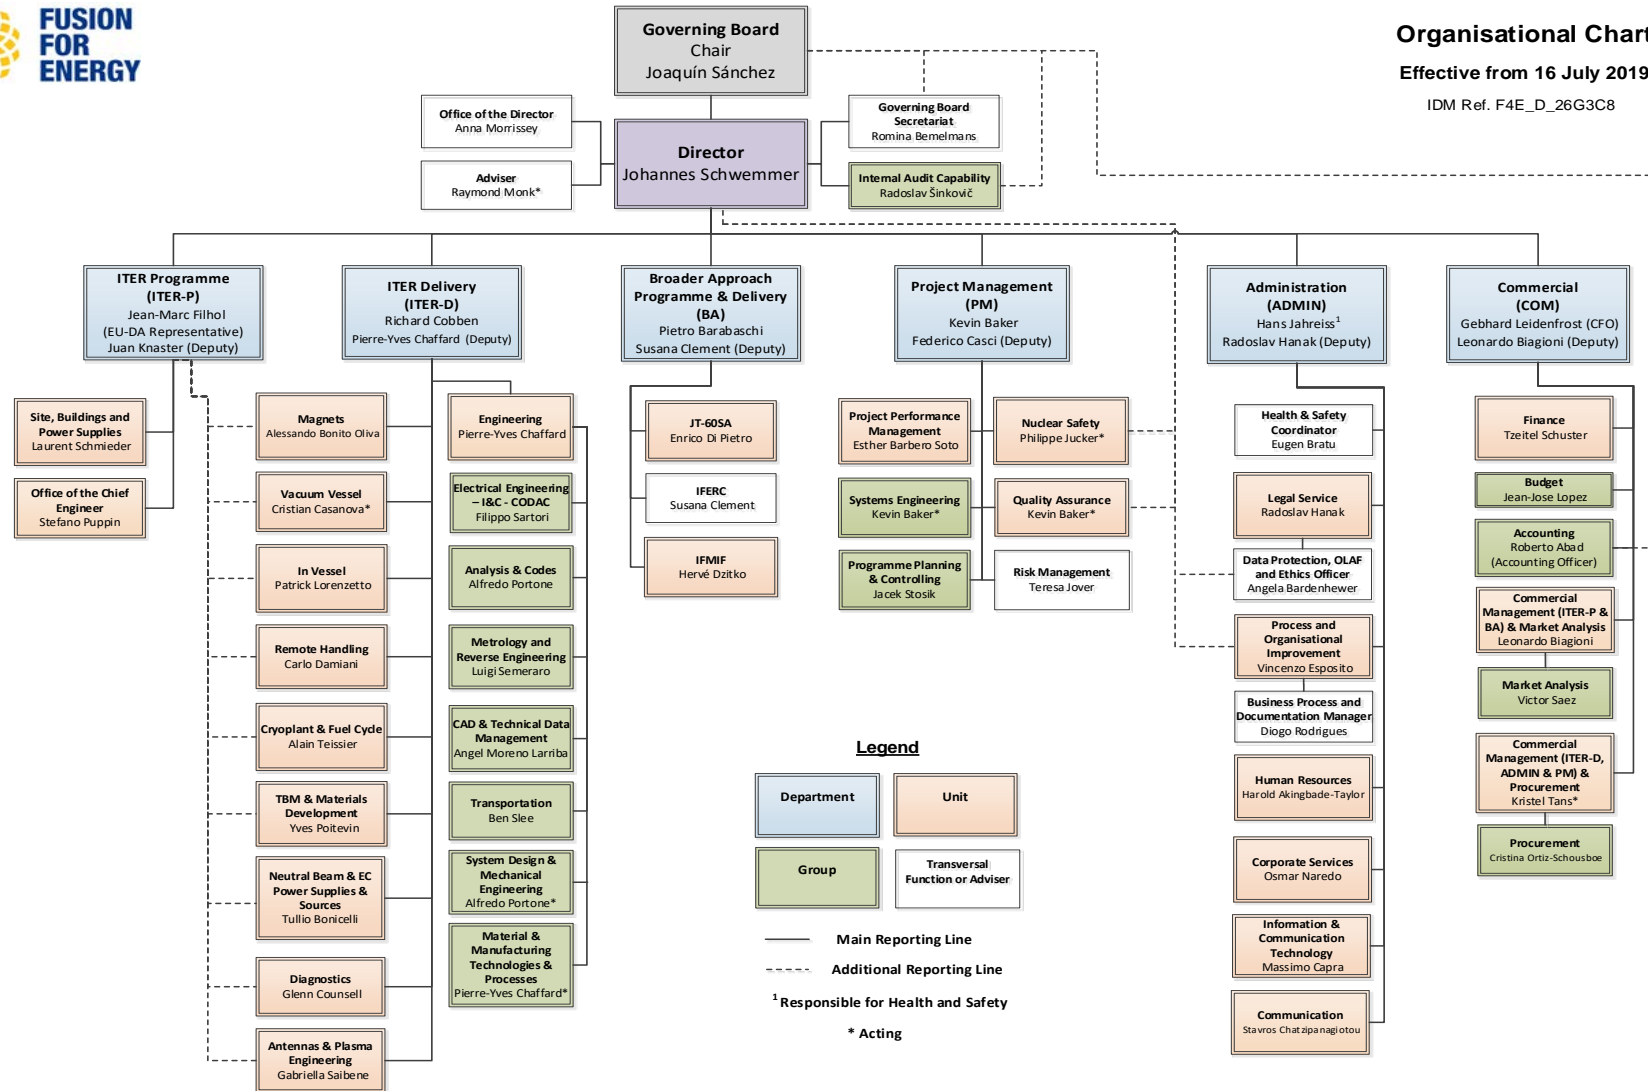 FUSION
FOR
ENERGY
Organisational Chart
Effective from 16 July 2019
IDM Ref. F4E_D_26G3C8
Governing Board
Chair
Joaquín Sánchez
Office of the Director
Anna Morrissey
Adviser
Raymond Monk*
Director
Johannes Schwemmer
Governing Board
Secretariat
Romina Bemelmans
Internal Audit Capability
Radoslav Šinkovič
ITER Programme
(ITER-P)
Jean-Marc Filhol
(EU-DA Representative)
Juan Knaster (Deputy)
ITER Delivery
(ITER-D)
Richard Cobben
Pierre-Yves Chaffard (Deputy)
Broader Approach
Programme & Delivery
(BA)
Pietro Barabaschi
Susana Clement (Deputy)
Project Management
(PM)
Kevin Baker
Federico Casci (Deputy)
Administration
(ADMIN)
Hans Jahreiss¹
Radoslav Hanak (Deputy)
Commercial
(COM)
Gebhard Leidenfrost (CFO)
Leonardo Biagioni (Deputy)
Site, Buildings and
Power Supplies
Laurent Schmieder
Office of the Chief
Engineer
Stefano Puppin
Magnets
Alessando Bonito Oliva
Vacuum Vessel
Cristian Casanova*
In Vessel
Patrick Lorenzetto
Remote Handling
Carlo Damiani
Cryoplant & Fuel Cycle
Alain Teissier
TBM & Materials
Development
Yves Poitevin
Neutral Beam & EC
Power Supplies &
Sources
Tullio Bonicelli
Diagnostics
Glenn Counsell
Antennas & Plasma
Engineering
Gabriella Saibene
Engineering
Pierre-Yves Chaffard
Electrical Engineering
– I&C - CODAC
Filippo Sartori
Analysis & Codes
Alfredo Portone
Metrology and
Reverse Engineering
Luigi Semeraro
CAD & Technical Data
Management
Angel Moreno Larriba
Transportation
Ben Slee
System Design &
Mechanical
Engineering
Alfredo Portone*
Material &
Manufacturing
Technologies &
Processes
Pierre-Yves Chaffard*
JT-60SA
Enrico Di Pietro
IFERC
Susana Clement
IFMIF
Hervé Dzitko
Project Performance
Management
Esther Barbero Soto
Systems Engineering
Kevin Baker*
Programme Planning
& Controlling
Jacek Stosik
Nuclear Safety
Philippe Jucker*
Quality Assurance
Kevin Baker*
Risk Management
Teresa Jover
Health & Safety
Coordinator
Eugen Bratu
Legal Service
Radoslav Hanak
Data Protection, OLAF
and Ethics Officer
Angela Bardenhewer
Process and
Organisational
Improvement
Vincenzo Esposito
Business Process and
Documentation Manager
Diogo Rodrigues
Human Resources
Harold Akingbade-Taylor
Corporate Services
Osmar Naredo
Information &
Communication
Technology
Massimo Capra
Communication
Stavros Chatzipanagiotou
Finance
Tzeitel Schuster
Budget
Jean-Jose Lopez
Accounting
Roberto Abad
(Accounting Officer)
Commercial
Management (ITER-P &
BA) & Market Analysis
Leonardo Biagioni
Market Analysis
Victor Saez
Commercial
Management (ITER-D,
ADMIN & PM) &
Procurement
Kristel Tans*
Procurement
Cristina Ortiz-Schousboe
Legend
Department
Unit
Group
Transversal
Function or Adviser
Main Reporting Line
Additional Reporting Line
¹ Responsible for Health and Safety
* Acting